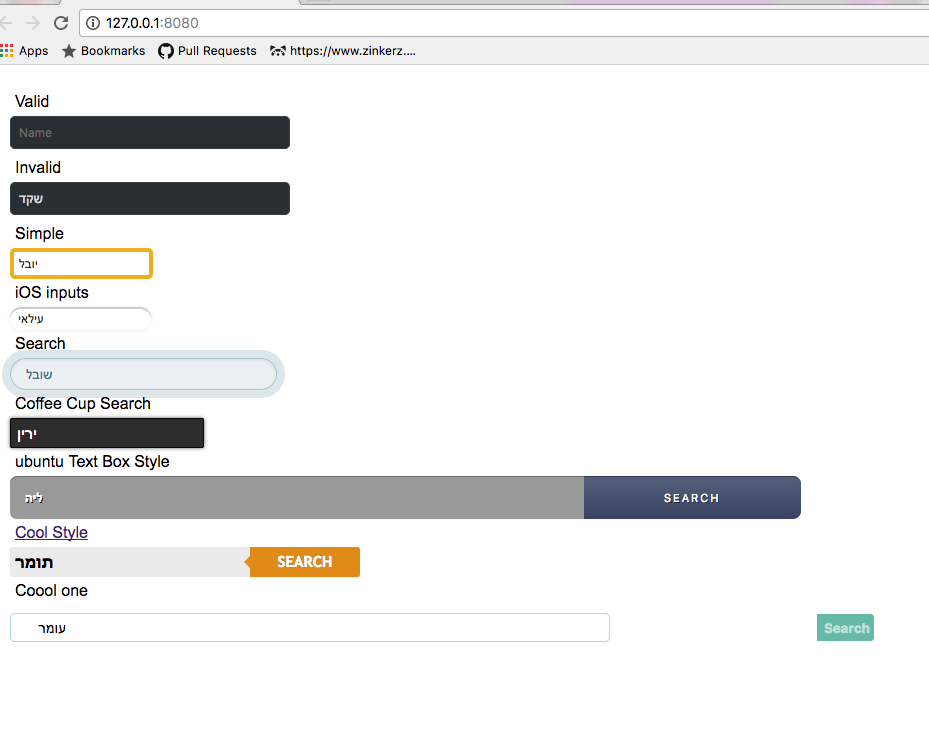 127.0.0.1:8080
Apps Bookmarks Pull Requests https://www.zinkerz....
Valid
Name
Invalid
שקד
Simple
יובל
iOS inputs
עילאי
Search
שובל
Coffee Cup Search
ירין
ubuntu Text Box Style
ליה SEARCH
Cool Style
תומר SEARCH
Coool one
עומר Search